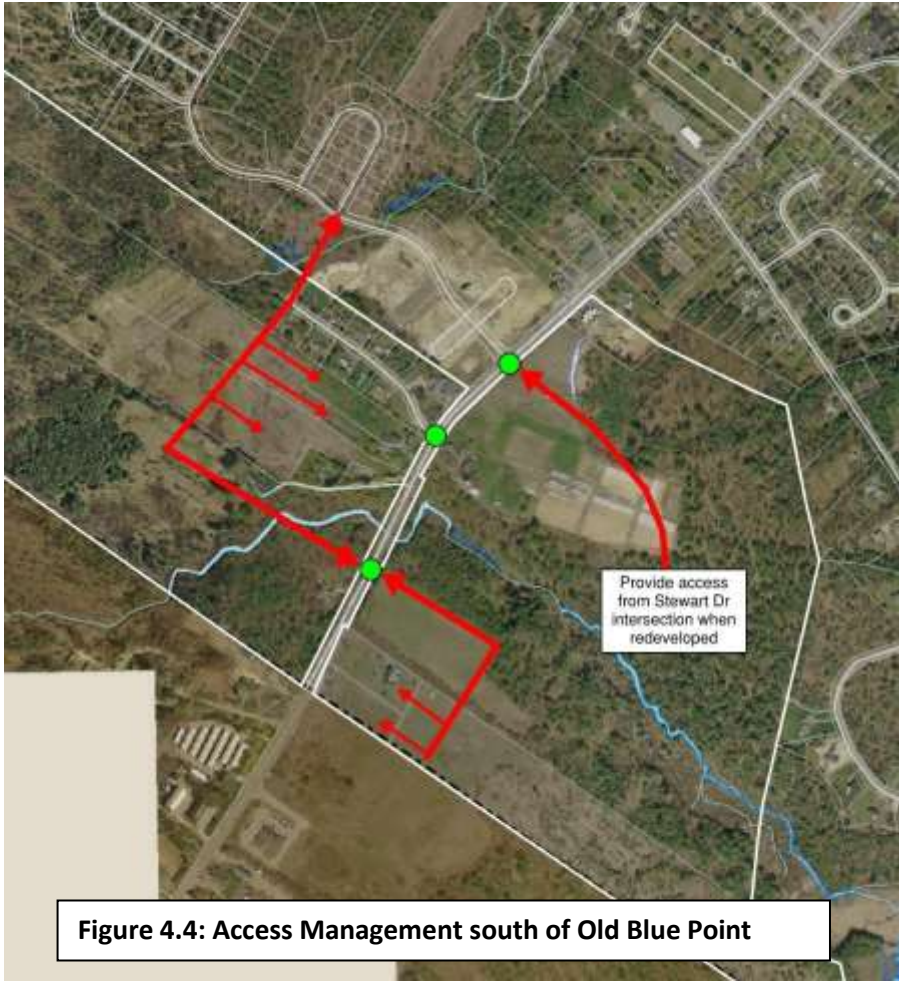 Provide access
from Stewart Dr
intersection when
redeveloped
Figure 4.4: Access Management south of Old Blue Point